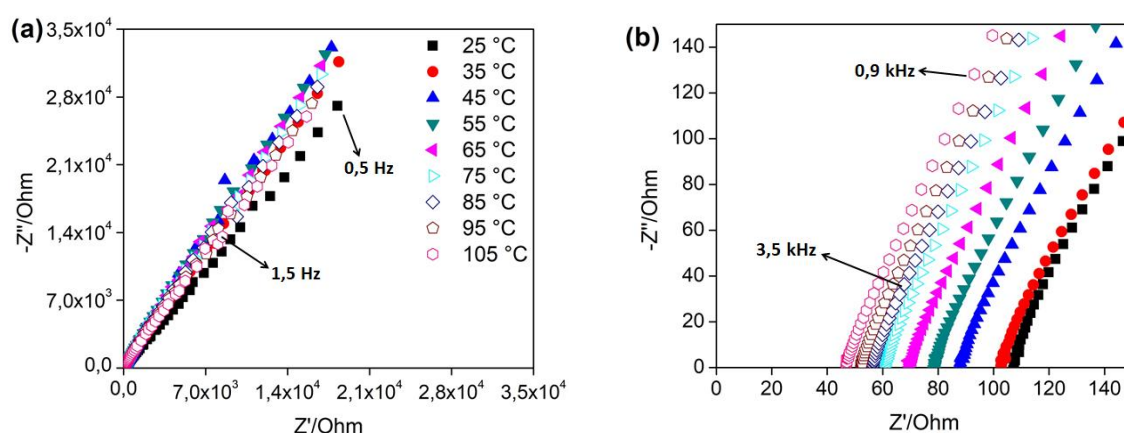 (a)
3,5x10⁴
2,8x10⁴
2,1x10⁴
1,4x10⁴
7,0x10³
0,0
-Z''/Ohm
0,0
7,0x10³
1,4x10⁴
2,1x10⁴
2,8x10⁴
3,5x10⁴
Z'/Ohm
25 °C
35 °C
45 °C
55 °C
65 °C
75 °C
85 °C
95 °C
105 °C
0,5 Hz
1,5 Hz
(b)
140
120
100
80
60
40
20
0
-Z''/Ohm
0
20
40
60
80
100
120
140
Z'/Ohm
0,9 kHz
3,5 kHz